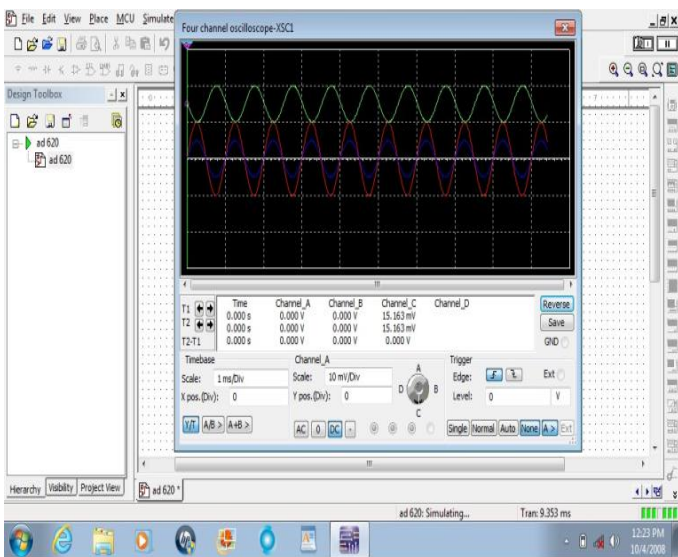 File Edit View Place MCU Simulate
Four channel oscilloscope-XSC1
Design Toolbox
ad 620
ad 620
Time Channel_A Channel_B Channel_C Channel_D
T1 0.000 s 0.000 V 0.000 V 15.163 mV
T2 0.000 s 0.000 V 0.000 V 15.163 mV
T2-T1 0.000 s 0.000 V 0.000 V 0.000 V
Reverse
Save
GND
Timebase
Scale: 1 ms/Div
X pos.(Div): 0
Y/T A/B > A+B >
Channel_A
Scale: 10 mV/Div
Y pos.(Div): 0
AC 0 DC -
A
B
C
D
Trigger
Edge: Ext
Level: 0 V
Single Normal Auto None A > Ext
Hierarchy Visibility Project View
ad 620 *
ad 620: Simulating... Tran: 9.353 ms
12:23 PM
10/4/2008